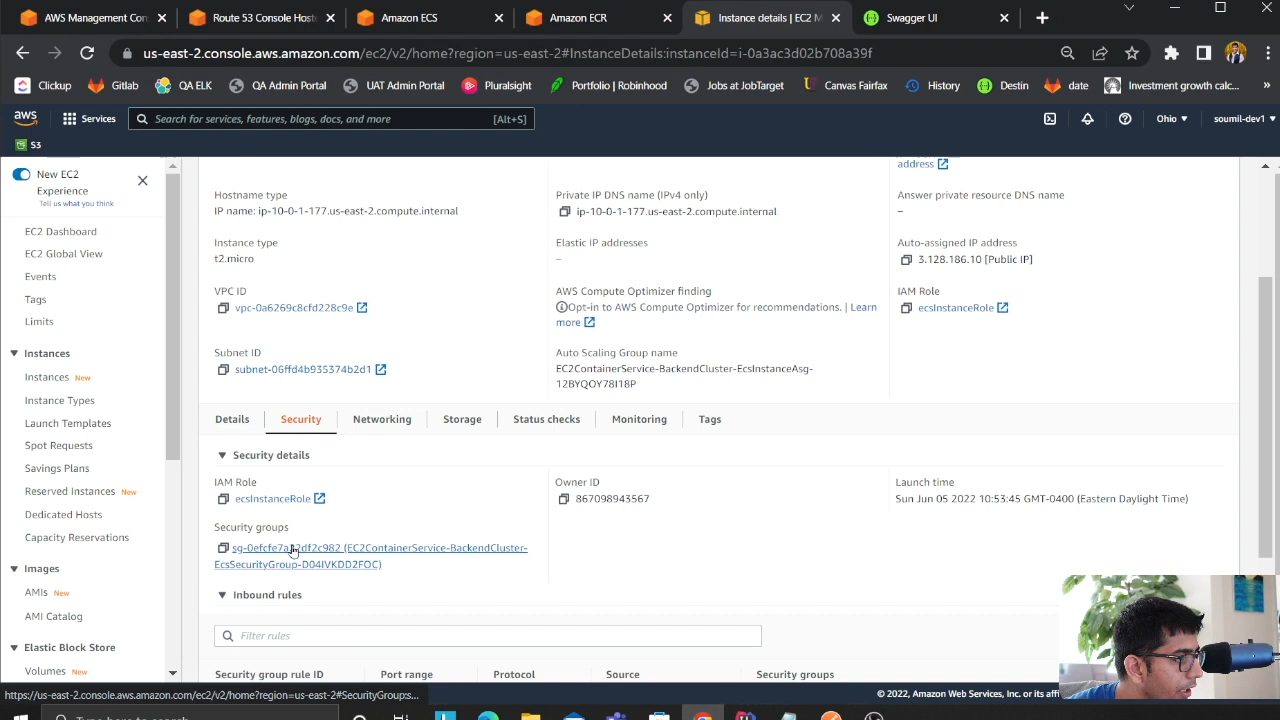 AWS Management Con
Route 53 Console Host
Amazon ECS
Amazon ECR
Instance details | EC2 M
Swagger UI
us-east-2.console.aws.amazon.com/ec2/v2/home?region=us-east-2#InstanceDetails:instanceId=i-0a3ac3d02b708a39f
Clickup
Gitlab
QA ELK
QA Admin Portal
UAT Admin Portal
Pluralsight
Portfolio | Robinhood
Jobs at JobTarget
Canvas Fairfax
History
Destin
date
Investment growth calc...
»
aws
Services
Search for services, features, blogs, docs, and more
[Alt+S]
Ohio
soumil-dev1
S3
New EC2
Experience
Tell us what you think
EC2 Dashboard
EC2 Global View
Events
Tags
Limits
Instances
Instances New
Instance Types
Launch Templates
Spot Requests
Savings Plans
Reserved Instances New
Dedicated Hosts
Capacity Reservations
Images
AMIs New
AMI Catalog
Elastic Block Store
Volumes New
address
Hostname type
IP name: ip-10-0-1-177.us-east-2.compute.internal
Private IP DNS name (IPv4 only)
ip-10-0-1-177.us-east-2.compute.internal
Answer private resource DNS name
–
Instance type
t2.micro
Elastic IP addresses
–
Auto-assigned IP address
3.128.186.10 [Public IP]
VPC ID
vpc-0a6269c8cfd228c9e
AWS Compute Optimizer finding
Opt-in to AWS Compute Optimizer for recommendations. | Learn
more
IAM Role
ecsInstanceRole
Subnet ID
subnet-06ffd4b935374b2d1
Auto Scaling Group name
EC2ContainerService-BackendCluster-EcsInstanceAsg-
12BYQOY78I18P
Details
Security
Networking
Storage
Status checks
Monitoring
Tags
Security details
IAM Role
ecsInstanceRole
Owner ID
867098943567
Launch time
Sun Jun 05 2022 10:53:45 GMT-0400 (Eastern Daylight Time)
Security groups
(EC2ContainerService-BackendCluster-
EcsSecurityGroup-D04IVKDD2FOC)
Inbound rules
Filter rules
Security group rule ID
Port range
Protocol
Source
Security groups
https://us-east-2.console.aws.amazon.com/ec2/v2/home?region=us-east-2#SecurityGroups...
© 2022, Amazon Web Services, Inc. or its affi